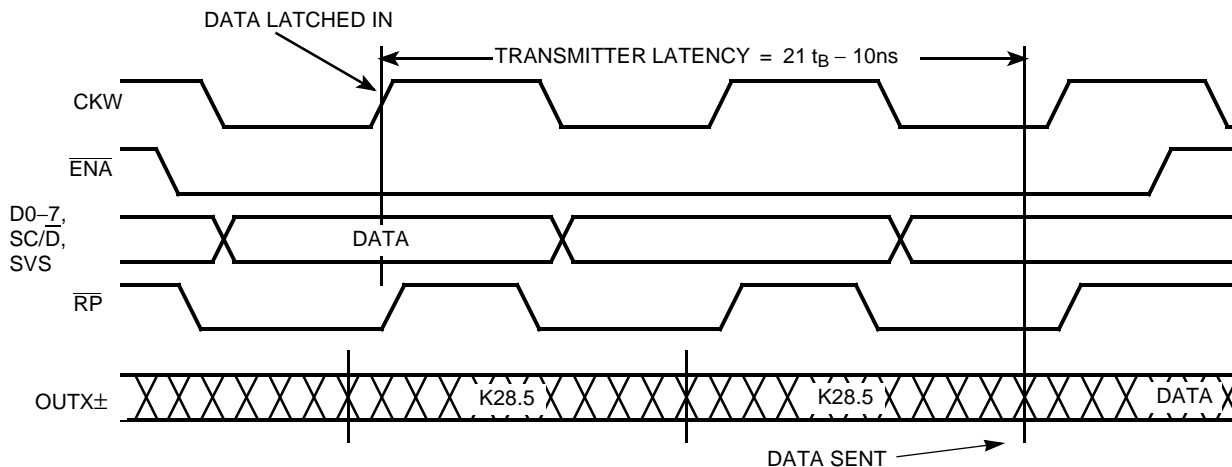 DATA LATCHED IN
TRANSMITTER LATENCY = 21 tB – 10ns
CKW
ENA
D0–7,
SC/D,
SVS
DATA
RP
OUTX±
K28.5
K28.5
DATA
DATA SENT